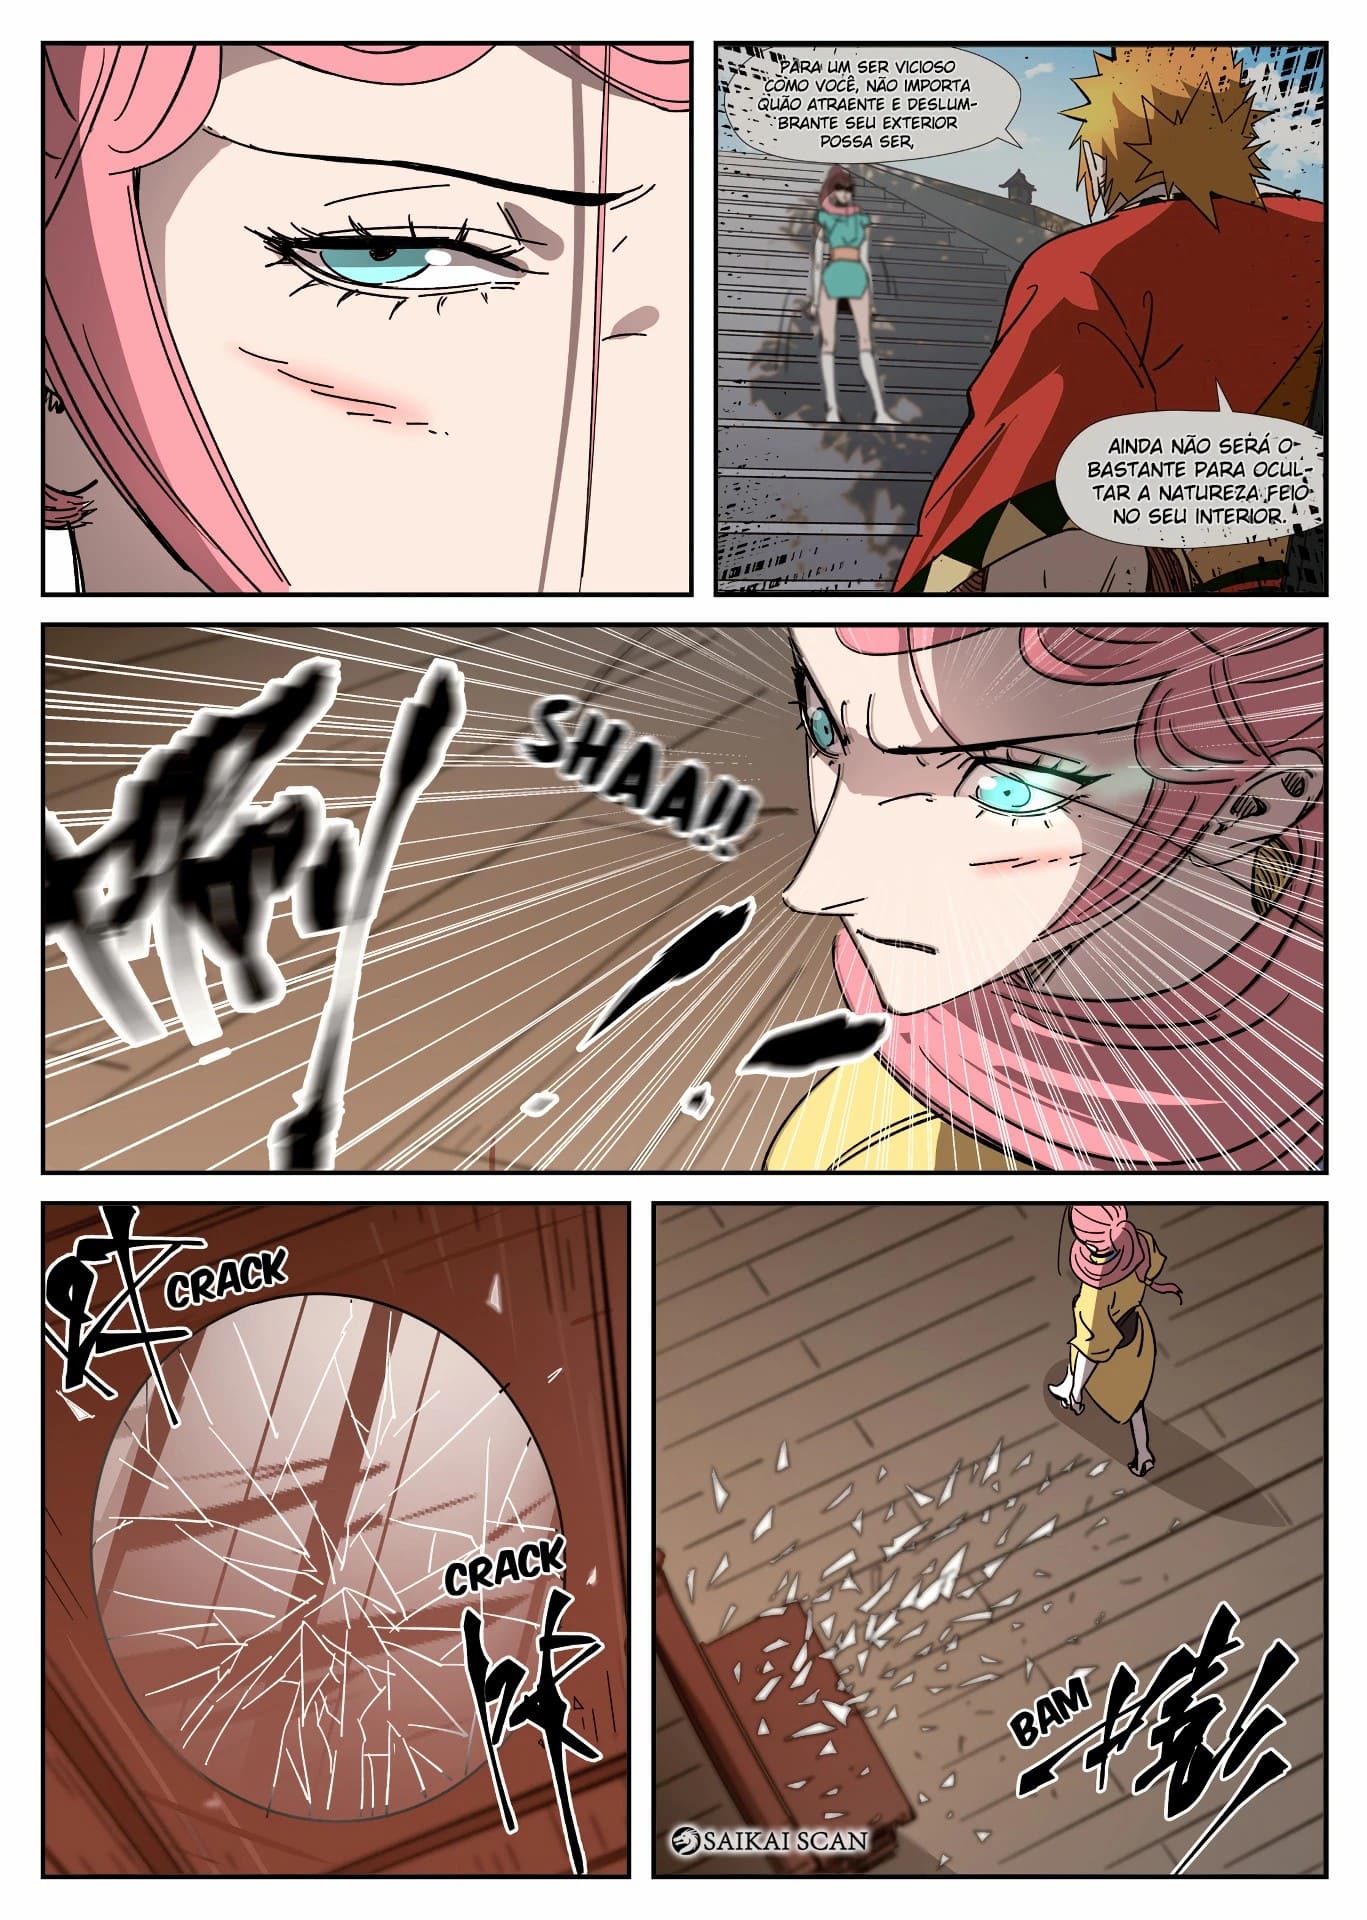 PARA UM SER VICIOSO
COMO VOCÊ, NÃO IMPORTA
QUÃO ATRAENTE E DESLUM-
BRANTE SEU EXTERIOR
POSSA SER,
AINDA NÃO SERÁ O
BASTANTE PARA OCUL-
TAR A NATUREZA FEIO
NO SEU INTERIOR.
SHAA!!
CRACK
CRACK
BAM
SAIKAI SCAN